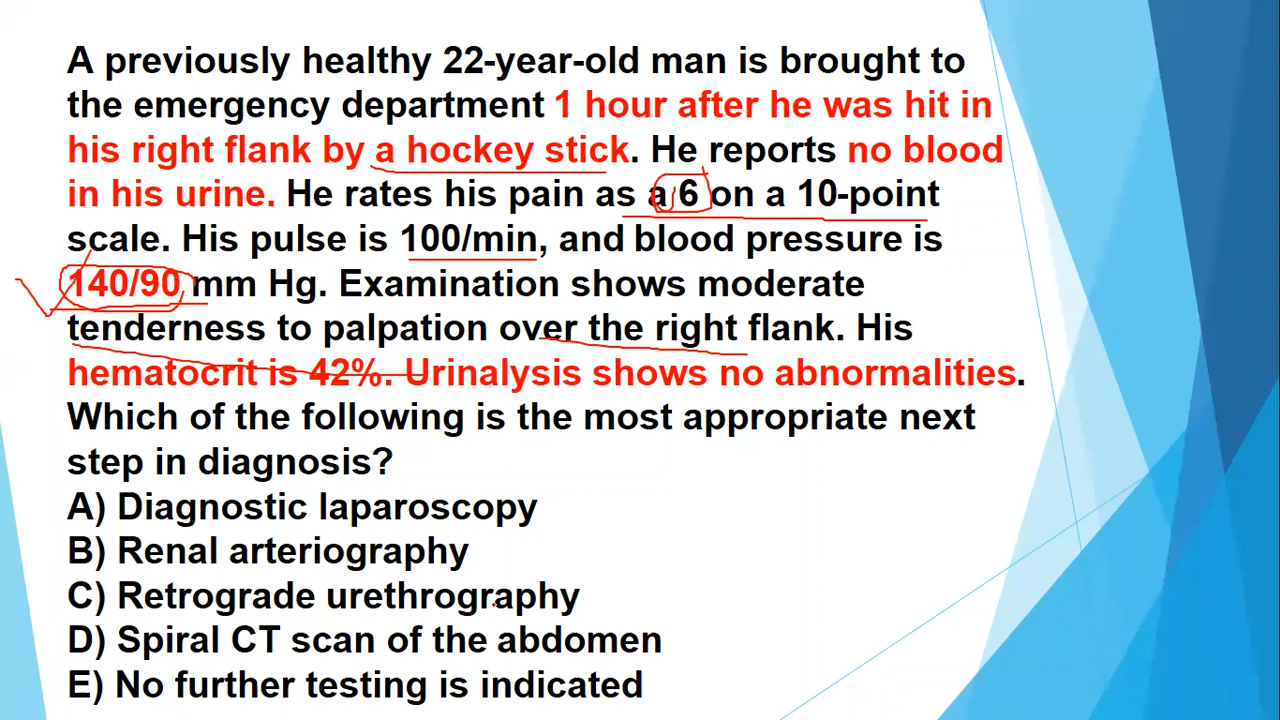 A previously healthy 22-year-old man is brought to
the emergency department 1 hour after he was hit in
his right flank by a hockey stick. He reports no blood
in his urine. He rates his pain as a 6 on a 10-point
scale. His pulse is 100/min, and blood pressure is
140/90 mm Hg. Examination shows moderate
tenderness to palpation over the right flank. His
hematocrit is 42%. Urinalysis shows no abnormalities.
Which of the following is the most appropriate next
step in diagnosis?
A) Diagnostic laparoscopy
B) Renal arteriography
C) Retrograde urethrography
D) Spiral CT scan of the abdomen
E) No further testing is indicated